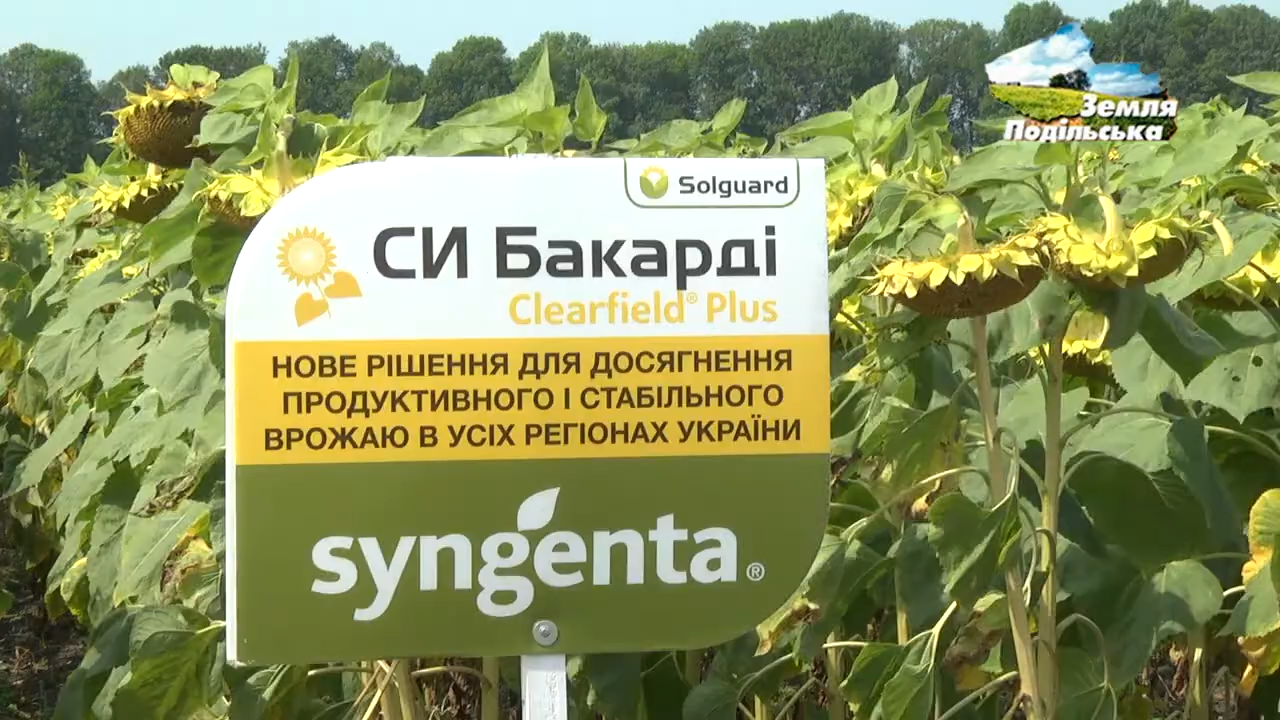 Земля
Подільська
Solguard
СИ Бакарді
Clearfield® Plus
НОВЕ РІШЕННЯ ДЛЯ ДОСЯГНЕННЯ
ПРОДУКТИВНОГО І СТАБІЛЬНОГО
ВРОЖАЮ В УСІХ РЕГІОНАХ УКРАЇНИ
syngenta®